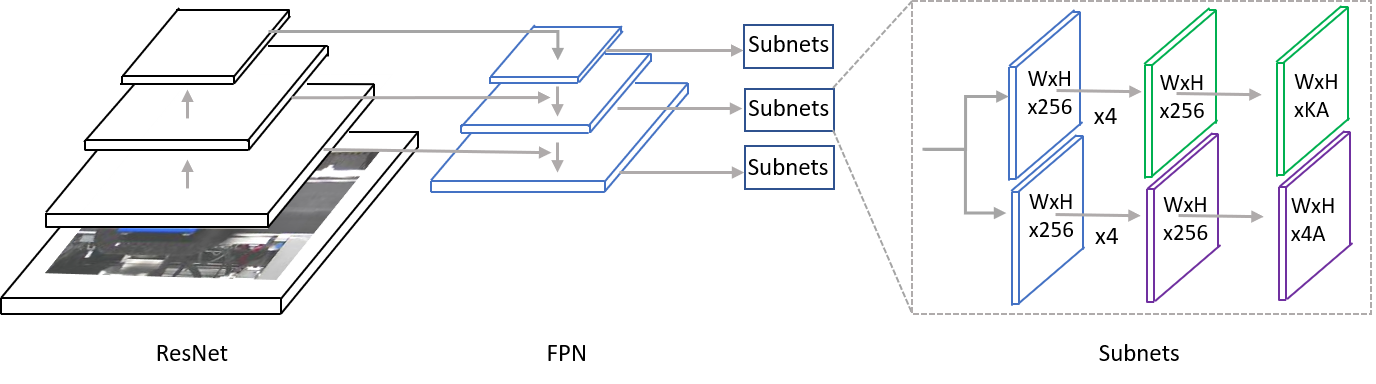 Subnets
Subnets
Subnets
WxH
x256
x4
WxH
x256
WxH
xKA
WxH
x256
x4
WxH
x256
WxH
x4A
ResNet
FPN
Subnets